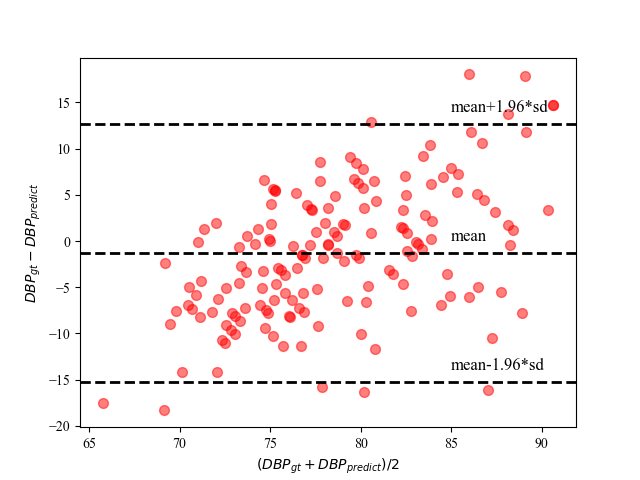 15
10
5
0
−5
−10
−15
−20
65
70
75
80
85
90
DBP_gt − DBP_predict
(DBP_gt + DBP_predict)/2
mean+1.96*sd
mean
mean-1.96*sd